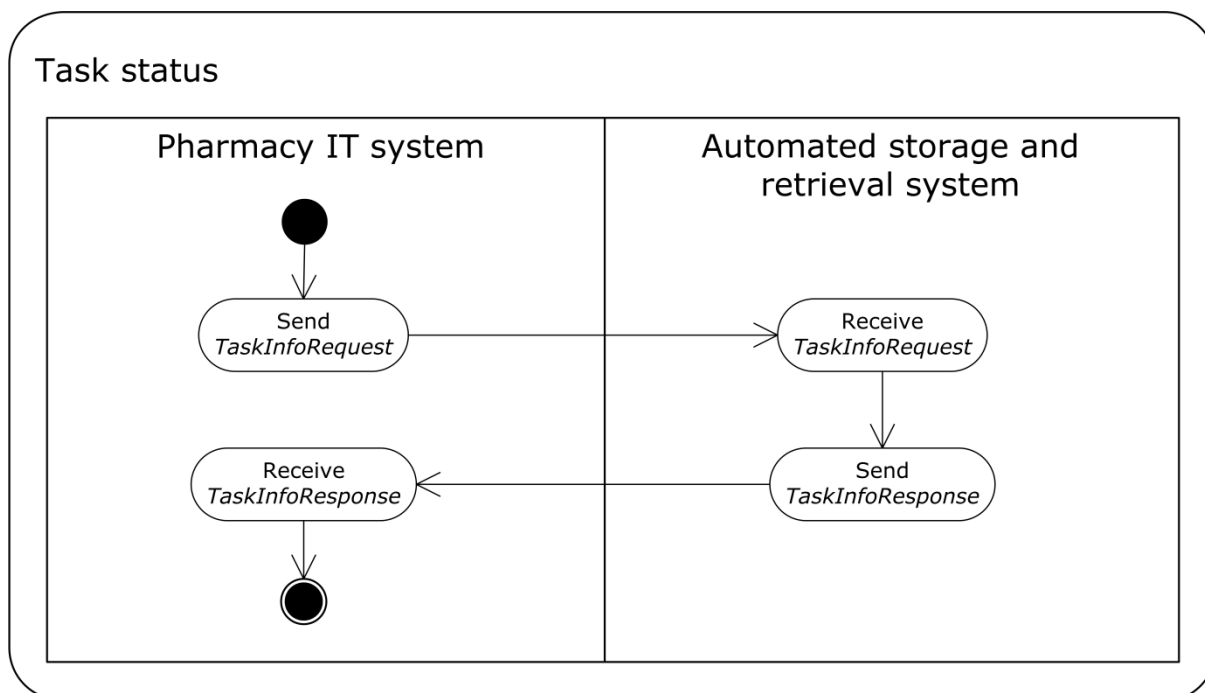 Task status
Pharmacy IT system
Automated storage and
retrieval system
Send
TaskInfoRequest
Receive
TaskInfoRequest
Receive
TaskInfoResponse
Send
TaskInfoResponse